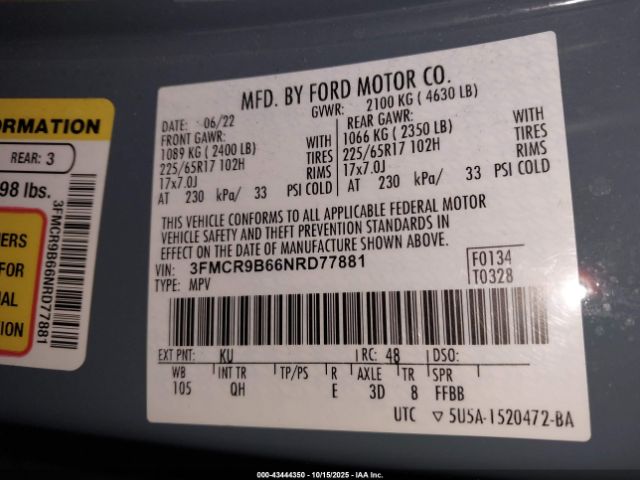 ORMATION
REAR: 3
98 lbs.
NERS
FOR
AL
TION
3FMCR9B66NRD77881
MFD. BY FORD MOTOR CO.
DATE: 06/22 GVWR: 2100 KG ( 4630 LB)
FRONT GAWR: REAR GAWR:
1089 KG ( 2400 LB) WITH 1066 KG ( 2350 LB) WITH
225/65R17 102H TIRES 225/65R17 102H TIRES
17x7.0J RIMS 17x7.0J RIMS
AT 230 kPa/ 33 PSI COLD AT 230 kPa/ 33 PSI COLD
THIS VEHICLE CONFORMS TO ALL APPLICABLE FEDERAL MOTOR
VEHICLE SAFETY AND THEFT PREVENTION STANDARDS IN
EFFECT ON THE DATE OF MANUFACTURE SHOWN ABOVE.
VIN: 3FMCR9B66NRD77881 F0134
TYPE: MPV T0328
EXT PNT: KU RC: 48 DSO:
WB INT TR TP/PS R AXLE TR SPR
105 QH E 3D 8 FFBB
UTC ▽ 5U5A-1520472-BA
000-43444350 10/15/2025 IAAI Inc.